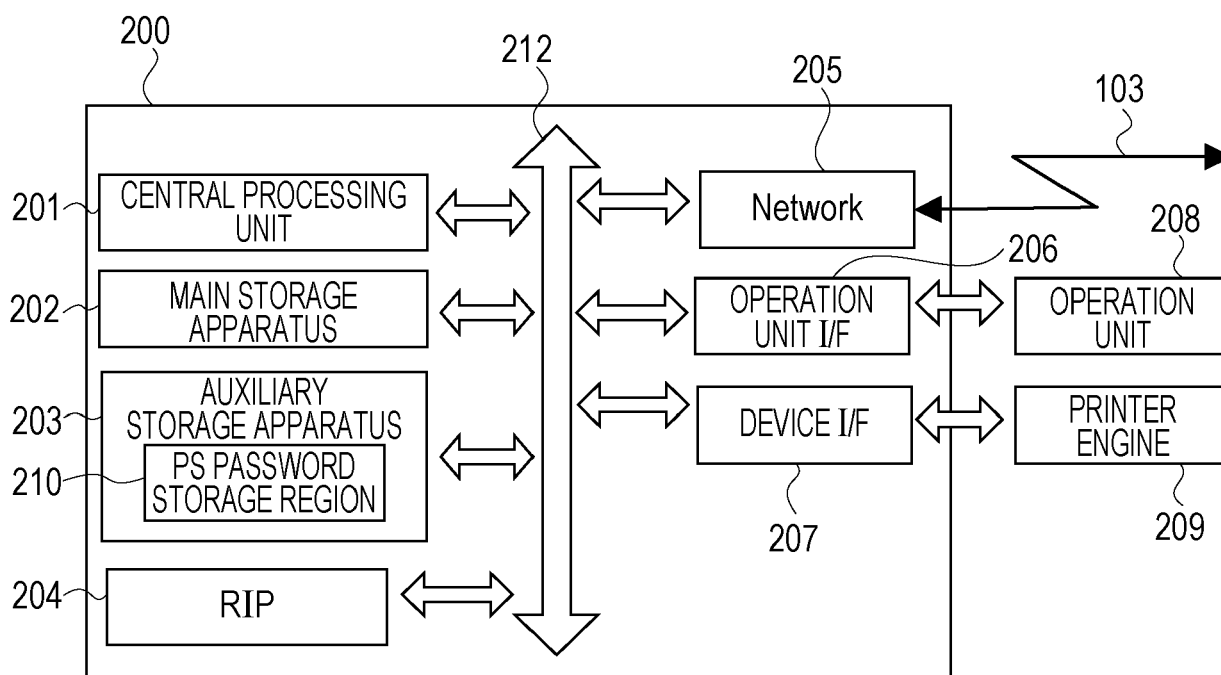 200
212
205
103
201
CENTRAL PROCESSING
UNIT
Network
206
208
202
MAIN STORAGE
APPARATUS
OPERATION
UNIT I/F
OPERATION
UNIT
203
AUXILIARY
STORAGE APPARATUS
210
PS PASSWORD
STORAGE REGION
DEVICE I/F
PRINTER
ENGINE
207
209
204
RIP